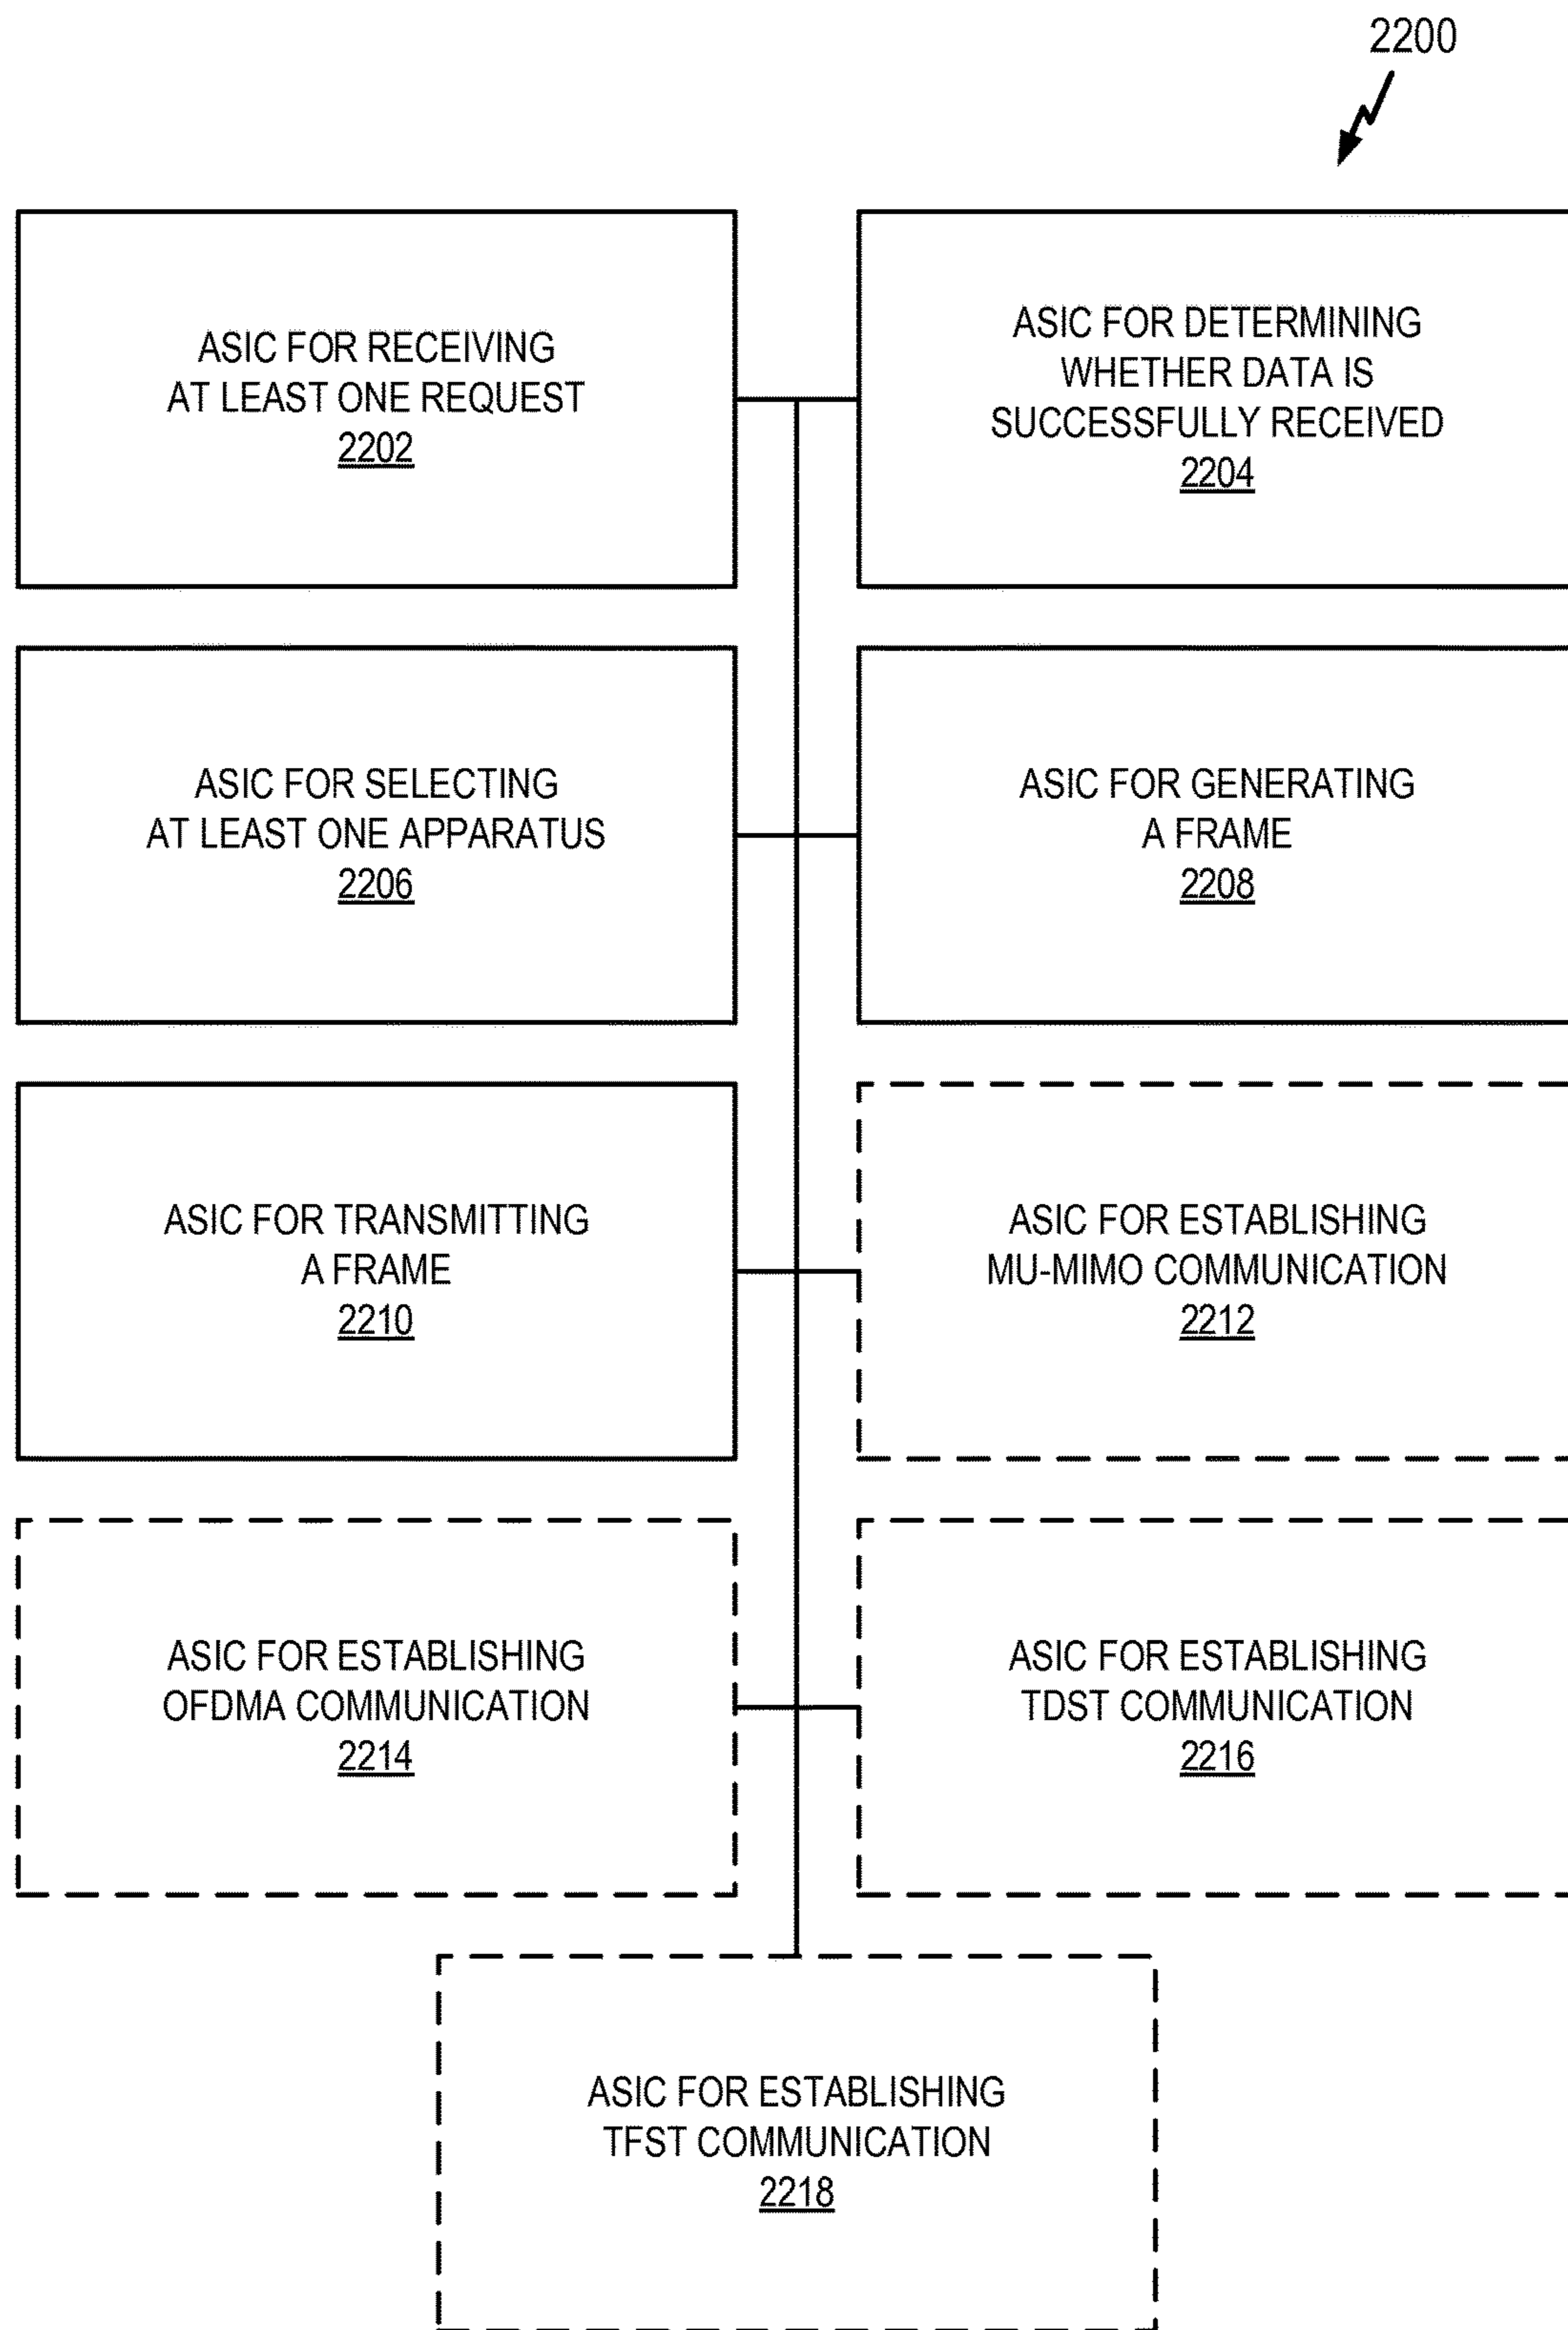 2200
ASIC FOR RECEIVING
AT LEAST ONE REQUEST
2202
ASIC FOR DETERMINING
WHETHER DATA IS
SUCCESSFULLY RECEIVED
2204
ASIC FOR SELECTING
AT LEAST ONE APPARATUS
2206
ASIC FOR GENERATING
A FRAME
2208
ASIC FOR TRANSMITTING
A FRAME
2210
ASIC FOR ESTABLISHING
MU-MIMO COMMUNICATION
2212
ASIC FOR ESTABLISHING
OFDMA COMMUNICATION
2214
ASIC FOR ESTABLISHING
TDST COMMUNICATION
2216
ASIC FOR ESTABLISHING
TFST COMMUNICATION
2218